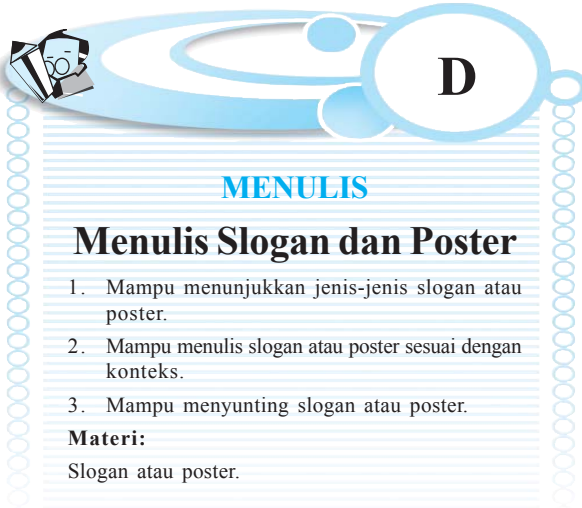 D
MENULIS
Menulis Slogan dan Poster
1. Mampu menunjukkan jenis-jenis slogan atau
poster.
2. Mampu menulis slogan atau poster sesuai dengan
konteks.
3. Mampu menyunting slogan atau poster.
Materi:
Slogan atau poster.